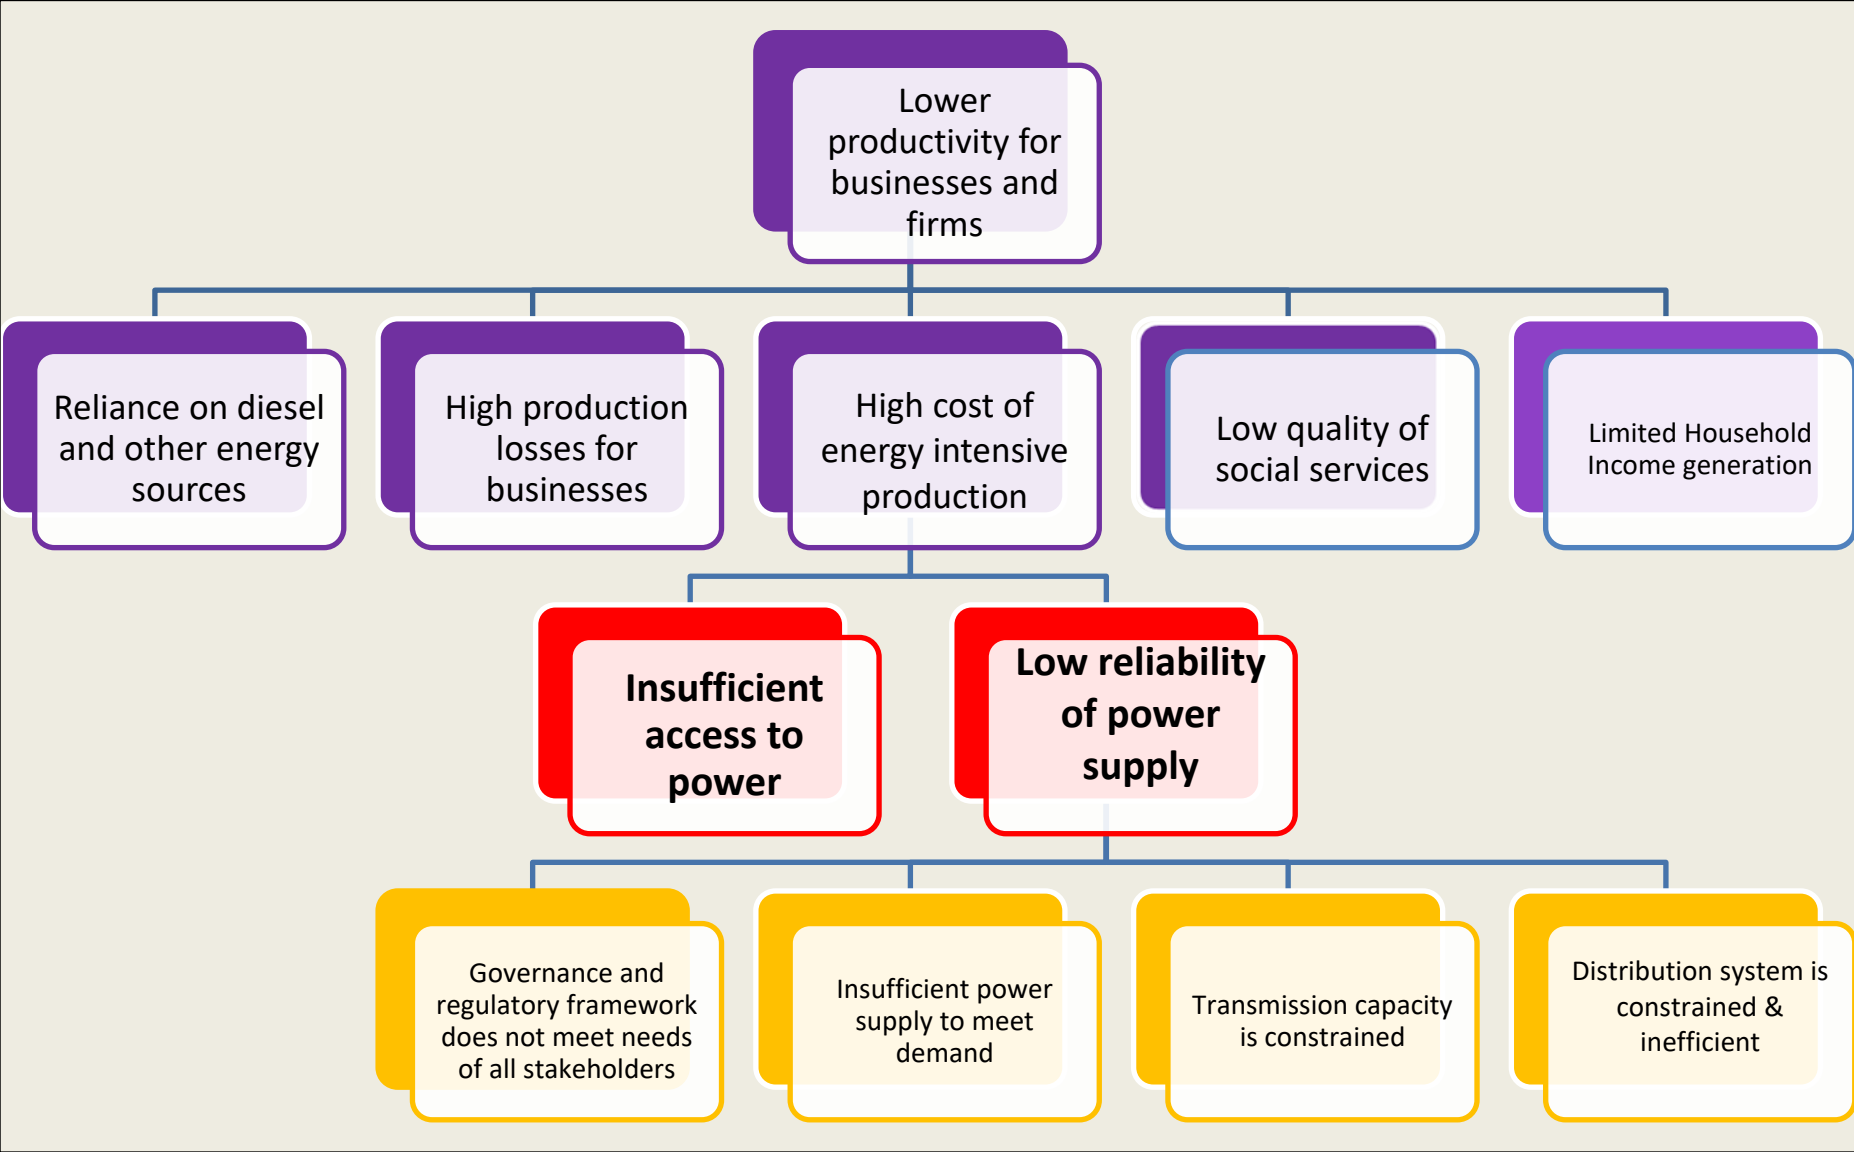 Lower
productivity for
businesses and
firms
Reliance on diesel
and other energy
sources
High production
losses for
businesses
High cost of
energy intensive
production
Low quality of
social services
Limited Household
Income generation
Insufficient
access to
power
Low reliability
of power
supply
Governance and
regulatory framework
does not meet needs
of all stakeholders
Insufficient power
supply to meet
demand
Transmission capacity
is constrained
Distribution system is
constrained &
inefficient